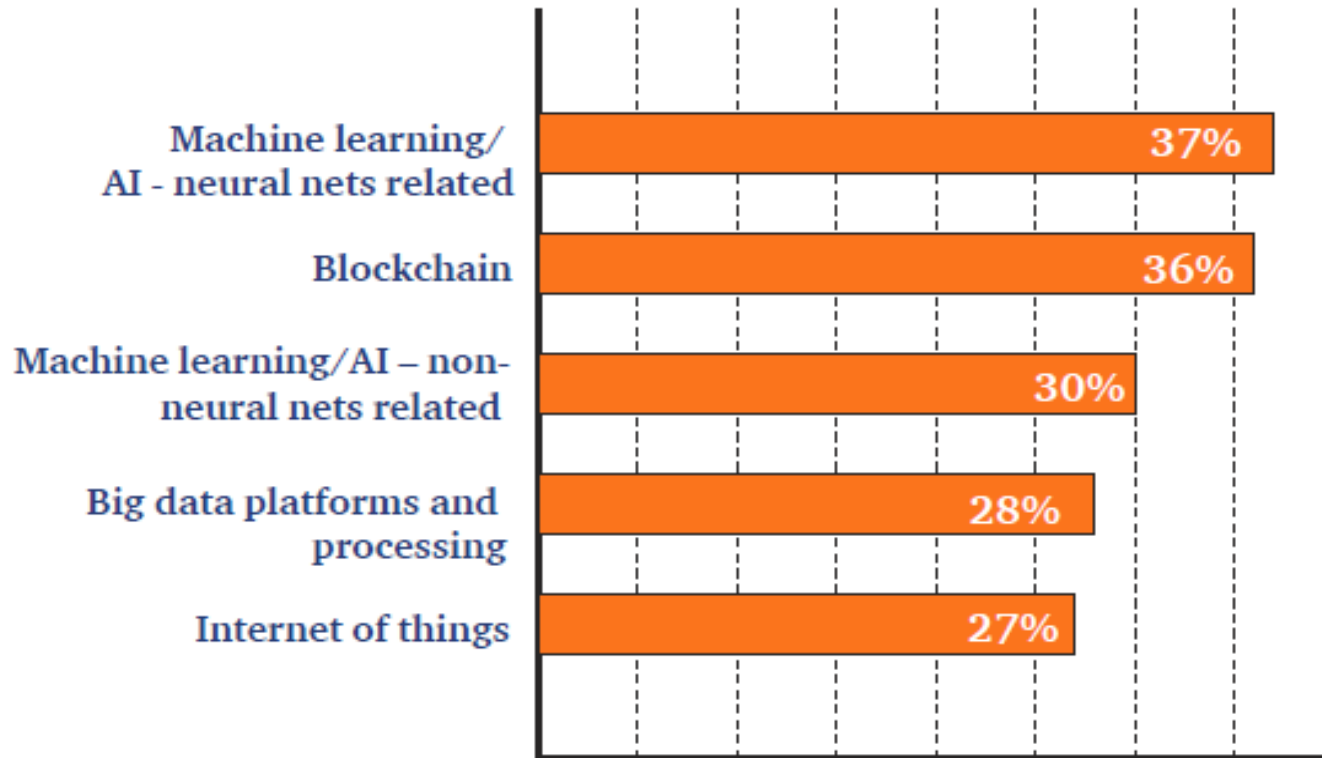 Machine learning/
AI - neural nets related
37%
Blockchain
36%
Machine learning/AI – non-
neural nets related
30%
Big data platforms and
processing
28%
Internet of things
27%